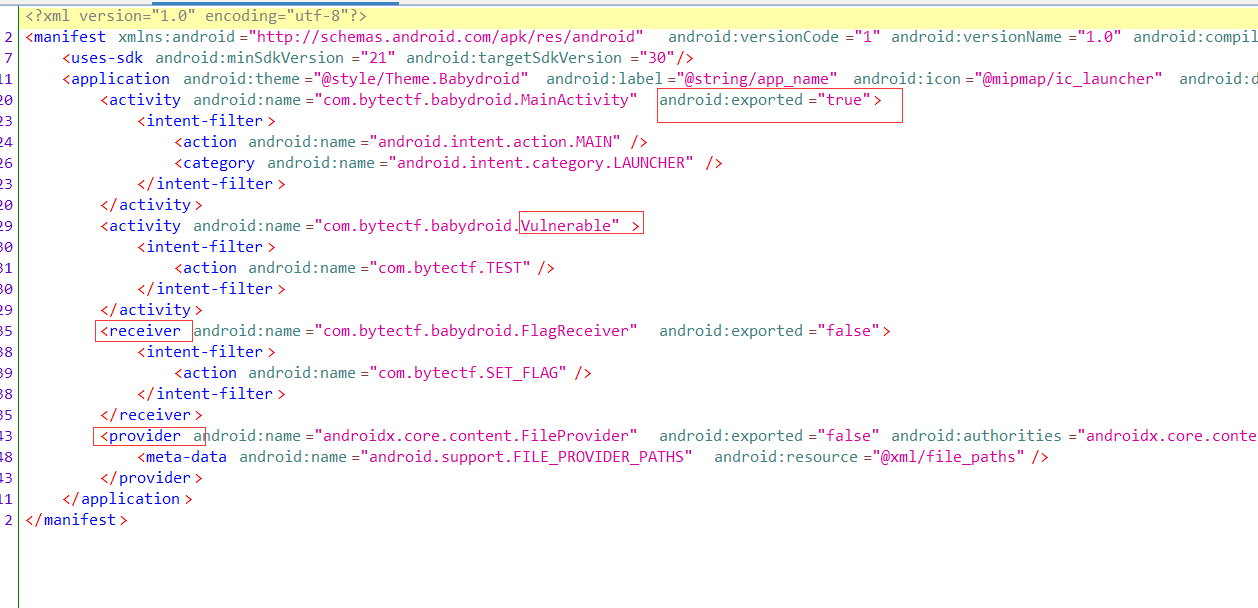 <?xml version="1.0" encoding="utf-8"?>
2 <manifest xmlns:android="http://schemas.android.com/apk/res/android" android:versionCode="1" android:versionName="1.0" android:compil
7 <uses-sdk android:minSdkVersion="21" android:targetSdkVersion="30"/>
11 <application android:theme="@style/Theme.Babydroid" android:label="@string/app_name" android:icon="@mipmap/ic_launcher" android:d
20 <activity android:name="com.bytectf.babydroid.MainActivity" android:exported="true">
23 <intent-filter>
24 <action android:name="android.intent.action.MAIN" />
26 <category android:name="android.intent.category.LAUNCHER" />
23 </intent-filter>
20 </activity>
29 <activity android:name="com.bytectf.babydroid.Vulnerable" >
30 <intent-filter>
31 <action android:name="com.bytectf.TEST" />
30 </intent-filter>
29 </activity>
35 <receiver android:name="com.bytectf.babydroid.FlagReceiver" android:exported="false">
38 <intent-filter>
39 <action android:name="com.bytectf.SET_FLAG" />
38 </intent-filter>
35 </receiver>
43 <provider android:name="androidx.core.content.FileProvider" android:exported="false" android:authorities="androidx.core.conte
48 <meta-data android:name="android.support.FILE_PROVIDER_PATHS" android:resource="@xml/file_paths" />
43 </provider>
11 </application>
2 </manifest>